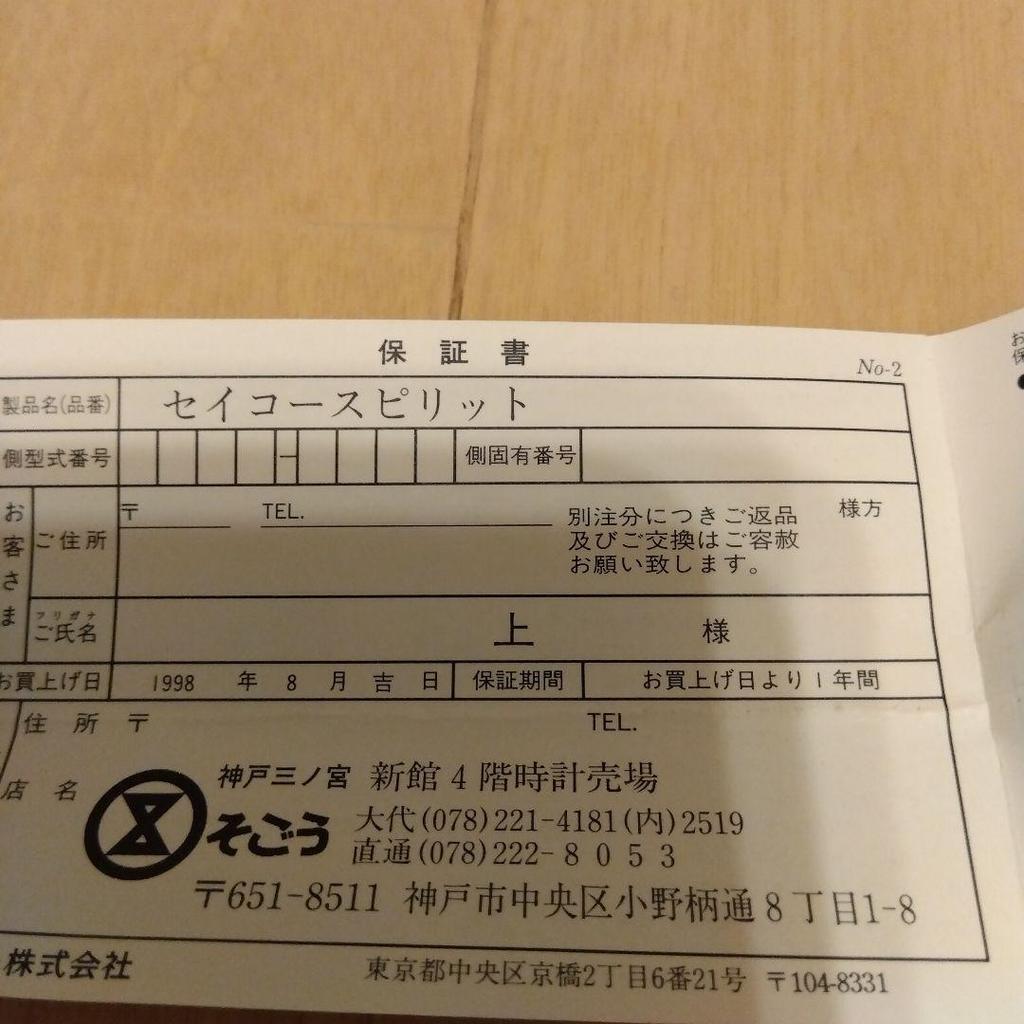 保証書
No-2
製品名(品番) セイコースピリット
側型式番号 - 側固有番号
お客さま
ご住所 〒 TEL. 様方
別注分につきご返品
及びご交換はご容赦
お願い致します。
フリガナ
ご氏名 上 様
お買上げ日 1998 年 8 月 吉 日 保証期間 お買上げ日より1年間
住所 〒 TEL.
店名 神戸三ノ宮 新館4階時計売場
そごう 大代(078)221-4181(内)2519
直通(078)222-8053
〒651-8511 神戸市中央区小野柄通8丁目1-8
株式会社 東京都中央区京橋2丁目6番21号 〒104-8331
お
保